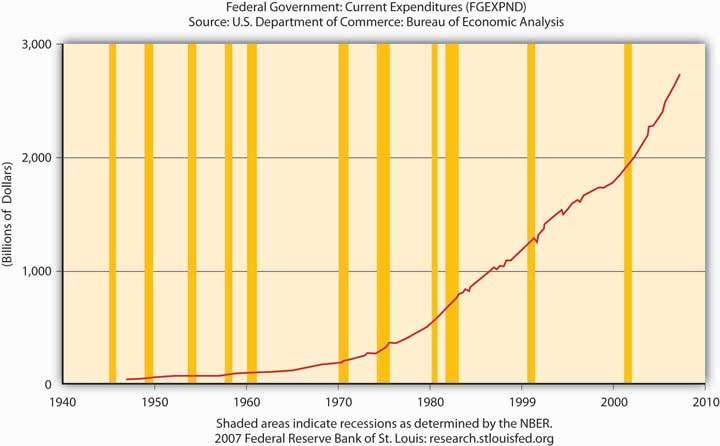 Federal Government: Current Expenditures (FGEXPND)
Source: U.S. Department of Commerce: Bureau of Economic Analysis
3,000
2,000
1,000
0
(Billions of Dollars)
1940 1950 1960 1970 1980 1999 2000 2010
Shaded areas indicate recessions as determined by the NBER.
2007 Federal Reserve Bank of St. Louis: research.stlouisfed.org